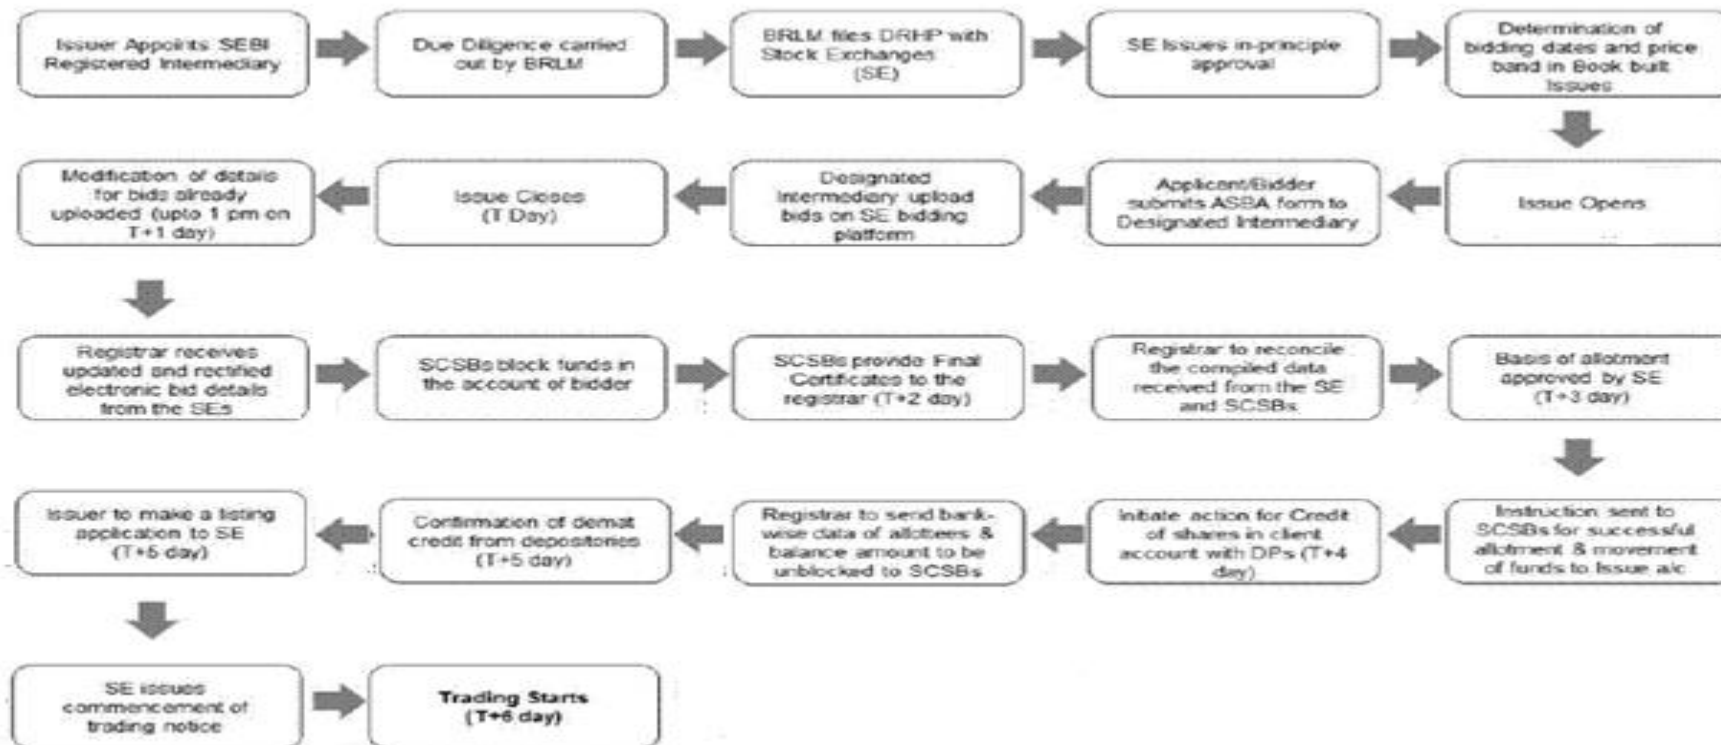 Issuer Appoints SEBI
Registered Intermediary
Due Diligence carried
out by BRLM
BRLM files DRHP with
Stock Exchanges
(SE)
SE Issues in-principle
approval
Determination of
bidding dates and price
band in Book built
Issues
Issue Opens
Applicant/Bidder
submits ASBA form to
Designated Intermediary
Designated
Intermediary upload
bids on SE bidding
platform
Issue Closes
(T Day)
Modification of details
for bids already
uploaded (upto 1 pm on
T+1 day)
Registrar receives
updated and rectified
electronic bid details
from the SEs
SCSBs block funds in
the account of bidder
SCSBs provide Final
Certificates to the
registrar (T+2 day)
Registrar to reconcile
the compiled data
received from the SE
and SCSBs
Basis of allotment
approved by SE
(T+3 day)
Instruction sent to
SCSBs for successful
allotment & movement
of funds to Issue a/c
Initiate action for Credit
of shares in client
account with DPs (T+4
day)
Registrar to send bank-
wise data of allottees &
balance amount to be
unblocked to SCSBs
Confirmation of demat
credit from depositories
(T+5 day)
Issuer to make a listing
application to SE
(T+5 day)
SE issues
commencement of
trading notice
Trading Starts
(T+6 day)